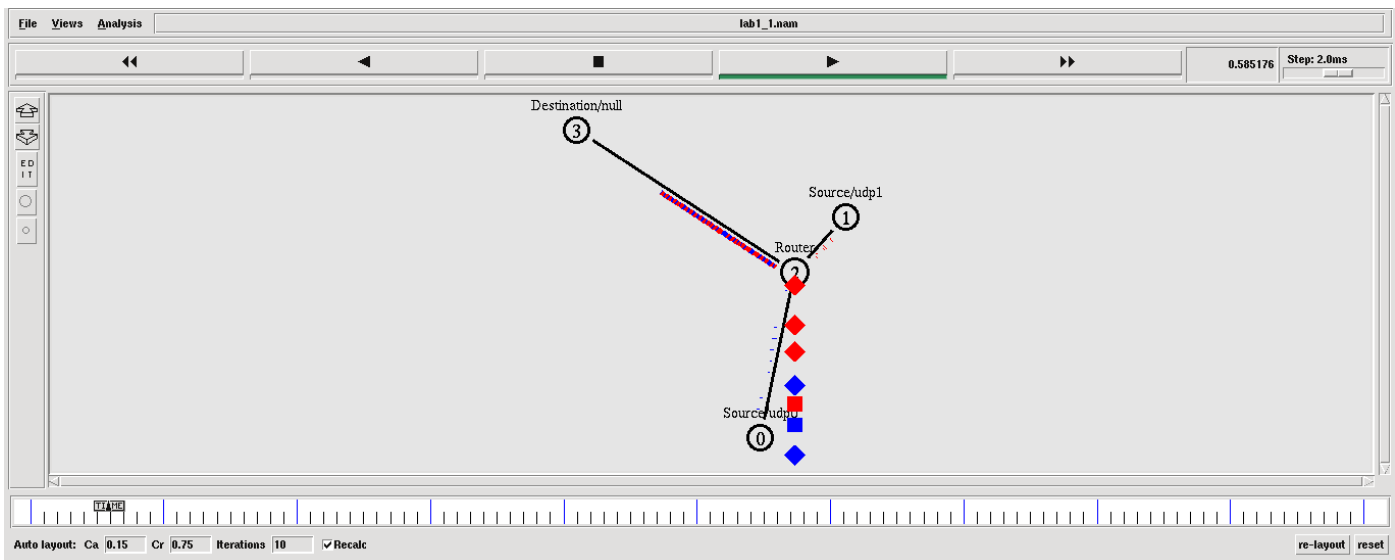 File Views Analysis lab1_1.nam
0.585176 Step: 2.0ms
E D
I T
Destination/null
3
Source/udp1
1
Router
2
Source/udp0
0
TIME
Auto layout: Ca 0.15 Cr 0.75 Iterations 10 Recalc re-layout reset